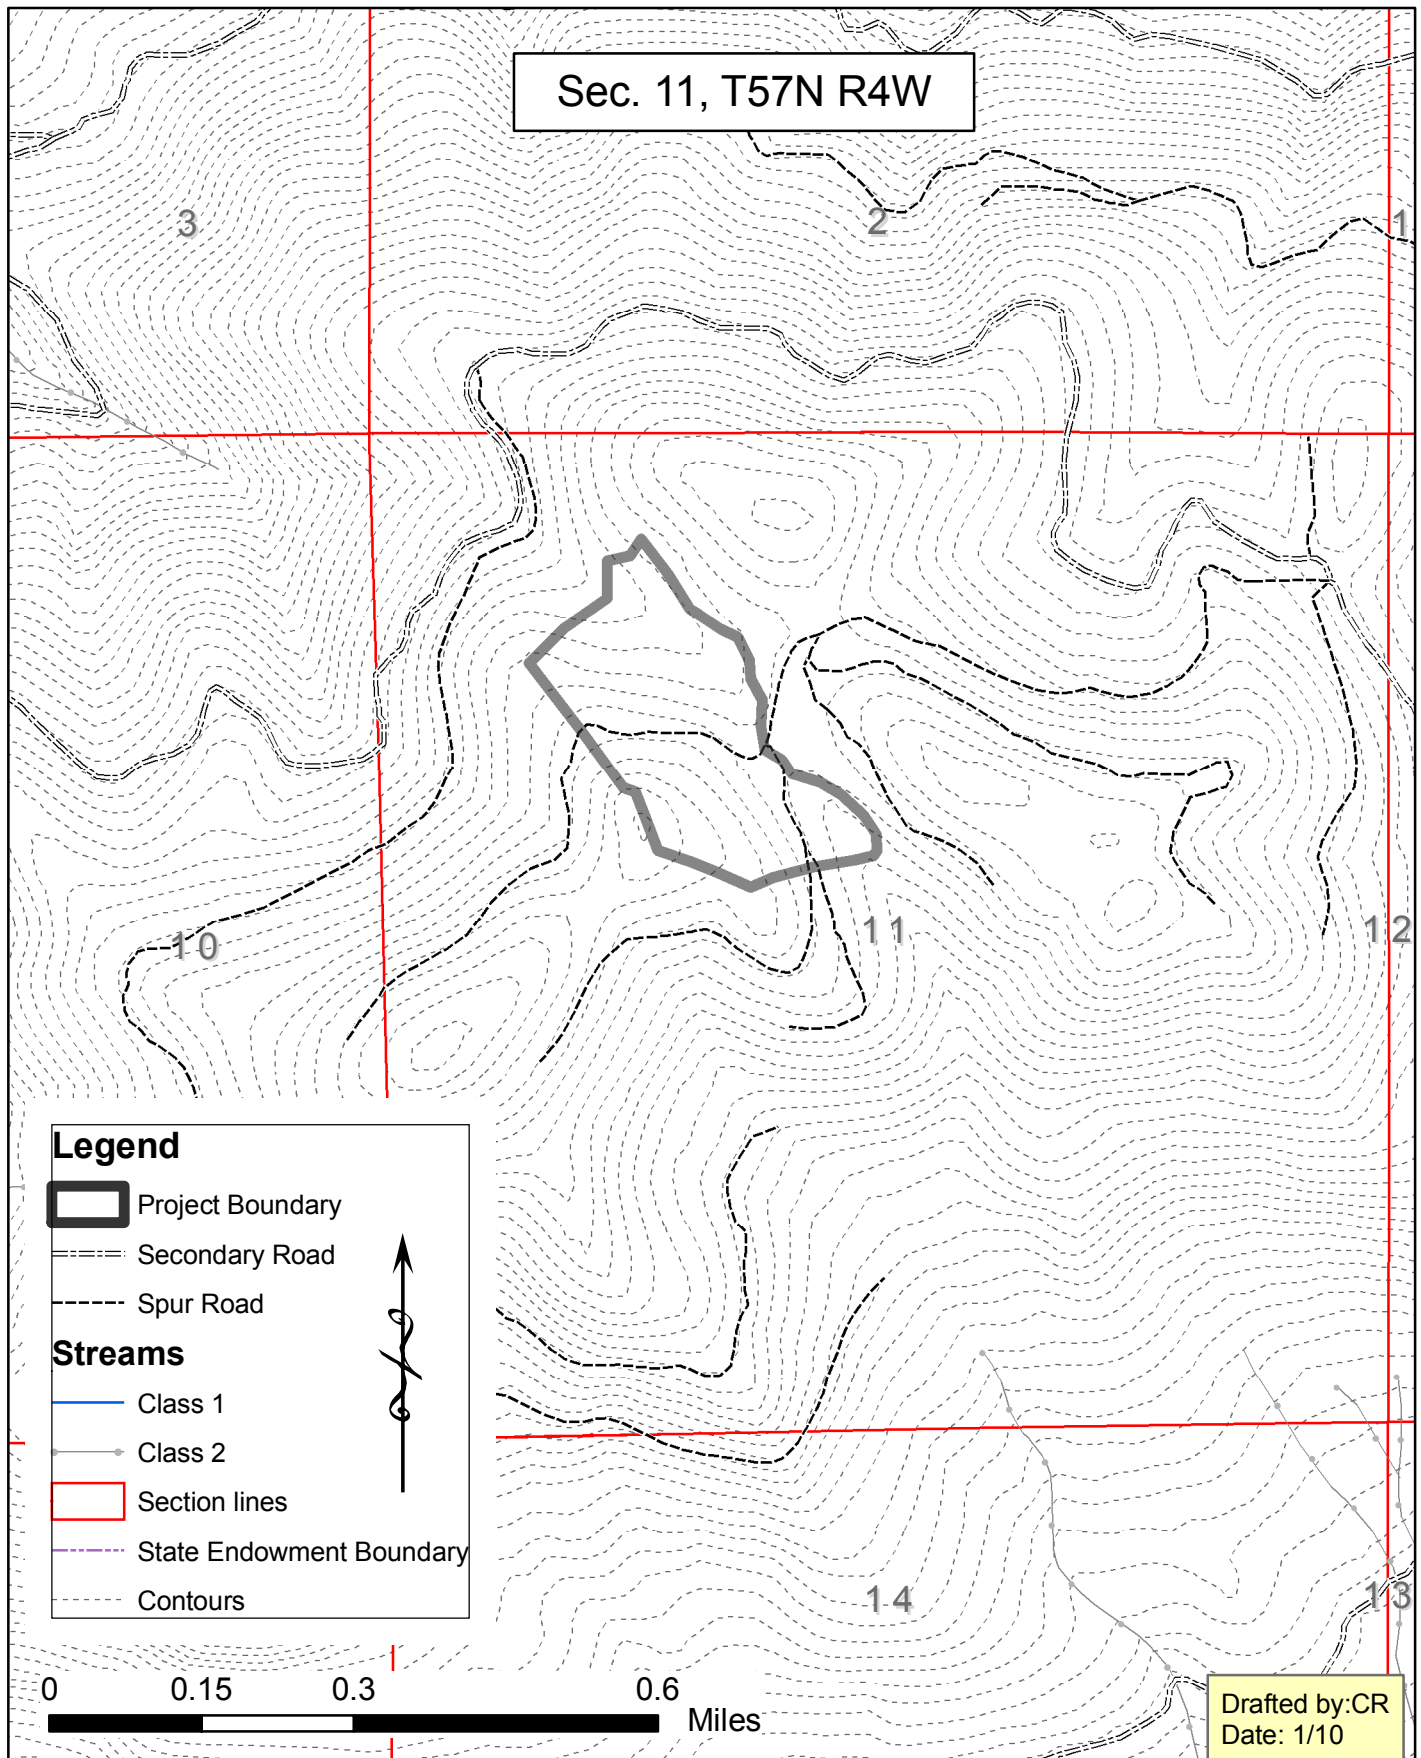 Sec. 11, T57N R4W
3
2
1
10
11
12
Legend
Project Boundary
Secondary Road
Spur Road
Streams
Class 1
Class 2
Section lines
State Endowment Boundary
Contours
14
13
0 0.15 0.3 0.6
Miles
Drafted by:CR
Date: 1/10